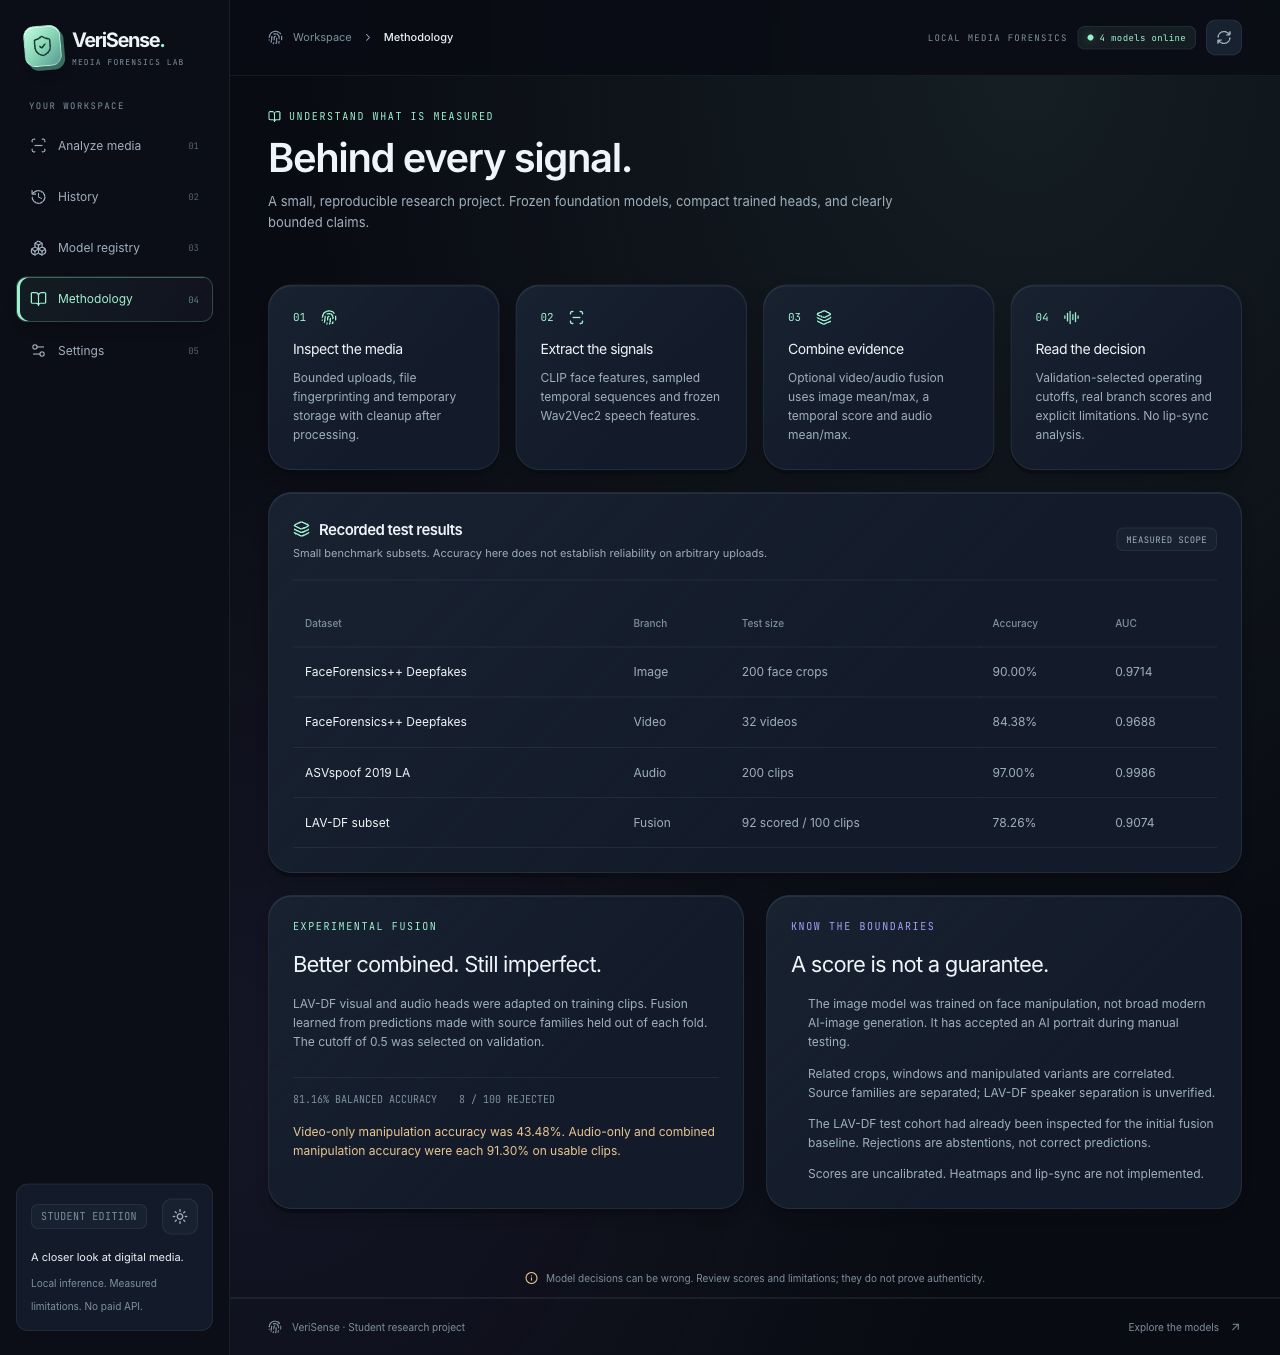 VeriSense.
MEDIA FORENSICS LAB
YOUR WORKSPACE
Analyze media 01
History 02
Model registry 03
Methodology 04
Settings 05
STUDENT EDITION
A closer look at digital media.
Local inference. Measured
limitations. No paid API.
Workspace > Methodology
LOCAL MEDIA FORENSICS
4 models online
UNDERSTAND WHAT IS MEASURED
Behind every signal.
A small, reproducible research project. Frozen foundation models, compact trained heads, and clearly
bounded claims.
01
Inspect the media
Bounded uploads, file
fingerprinting and temporary
storage with cleanup after
processing.
02
Extract the signals
CLIP face features, sampled
temporal sequences and frozen
Wav2Vec2 speech features.
03
Combine evidence
Optional video/audio fusion
uses image mean/max, a
temporal score and audio
mean/max.
04
Read the decision
Validation-selected operating
cutoffs, real branch scores and
explicit limitations. No lip-sync
analysis.
Recorded test results
Small benchmark subsets. Accuracy here does not establish reliability on arbitrary uploads.
MEASURED SCOPE
Dataset Branch Test size Accuracy AUC
FaceForensics++ Deepfakes Image 200 face crops 90.00% 0.9714
FaceForensics++ Deepfakes Video 32 videos 84.38% 0.9688
ASVspoof 2019 LA Audio 200 clips 97.00% 0.9986
LAV-DF subset Fusion 92 scored / 100 clips 78.26% 0.9074
EXPERIMENTAL FUSION
Better combined. Still imperfect.
LAV-DF visual and audio heads were adapted on training clips. Fusion
learned from predictions made with source families held out of each fold.
The cutoff of 0.5 was selected on validation.
81.16% BALANCED ACCURACY 8 / 100 REJECTED
Video-only manipulation accuracy was 43.48%. Audio-only and combined
manipulation accuracy were each 91.30% on usable clips.
KNOW THE BOUNDARIES
A score is not a guarantee.
The image model was trained on face manipulation, not broad modern
AI-image generation. It has accepted an AI portrait during manual
testing.
Related crops, windows and manipulated variants are correlated.
Source families are separated; LAV-DF speaker separation is unverified.
The LAV-DF test cohort had already been inspected for the initial fusion
baseline. Rejections are abstentions, not correct predictions.
Scores are uncalibrated. Heatmaps and lip-sync are not implemented.
Model decisions can be wrong. Review scores and limitations; they do not prove authenticity.
VeriSense · Student research project
Explore the models